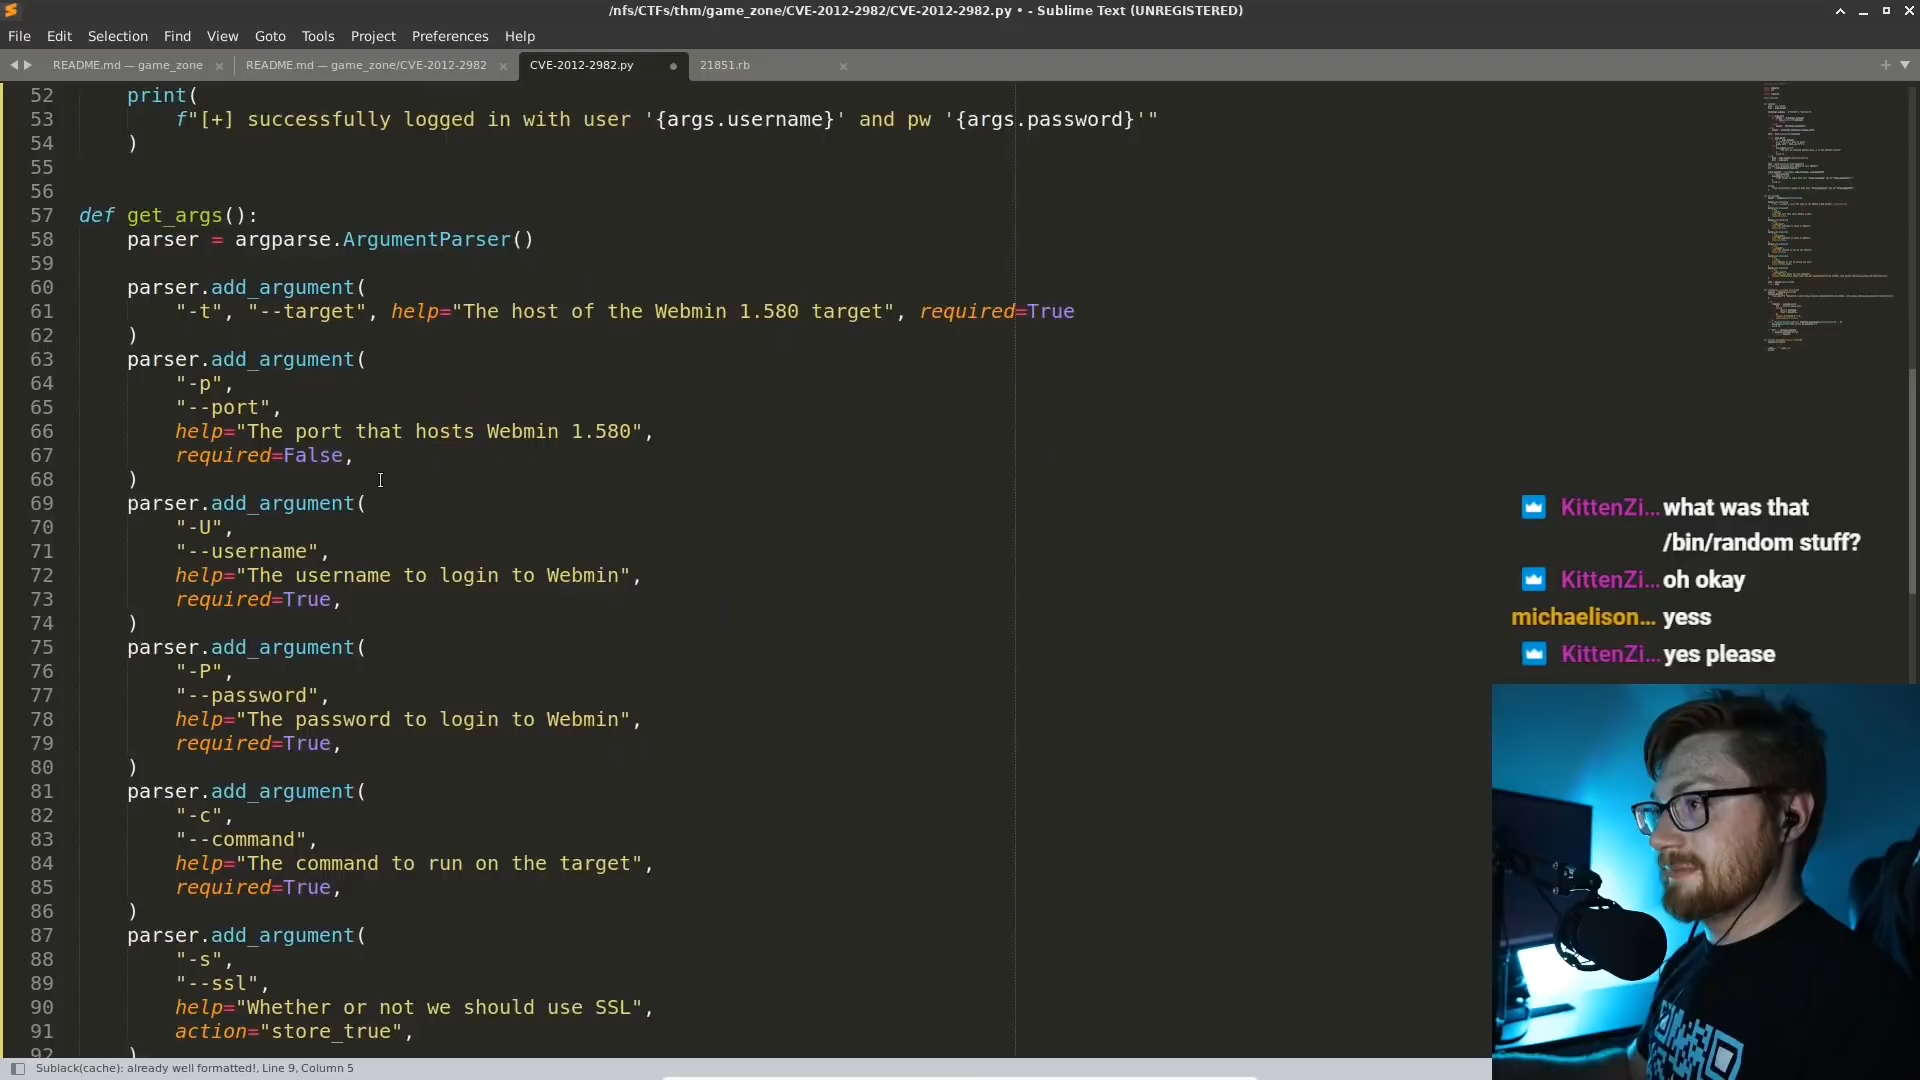 /nfs/CTFs/thm/game_zone/CVE-2012-2982/CVE-2012-2982.py • - Sublime Text (UNREGISTERED)
File Edit Selection Find View Goto Tools Project Preferences Help
README.md — game_zone README.md — game_zone/CVE-2012-2982 CVE-2012-2982.py 21851.rb
52 print(
53 f"[+] successfully logged in with user '{args.username}' and pw '{args.password}'"
54 )
55
56
57 def get_args():
58 parser = argparse.ArgumentParser()
59
60 parser.add_argument(
61 "-t", "--target", help="The host of the Webmin 1.580 target", required=True
62 )
63 parser.add_argument(
64 "-p",
65 "--port",
66 help="The port that hosts Webmin 1.580",
67 required=False,
68 )
69 parser.add_argument(
70 "-U",
71 "--username",
72 help="The username to login to Webmin",
73 required=True,
74 )
75 parser.add_argument(
76 "-P",
77 "--password",
78 help="The password to login to Webmin",
79 required=True,
80 )
81 parser.add_argument(
82 "-c",
83 "--command",
84 help="The command to run on the target",
85 required=True,
86 )
87 parser.add_argument(
88 "-s",
89 "--ssl",
90 help="Whether or not we should use SSL",
91 action="store_true",
92 )
KittenZi... what was that
/bin/random stuff?
KittenZi... oh okay
michaelison... yess
KittenZi... yes please
Sublack(cache): already well formatted!, Line 9, Column 5